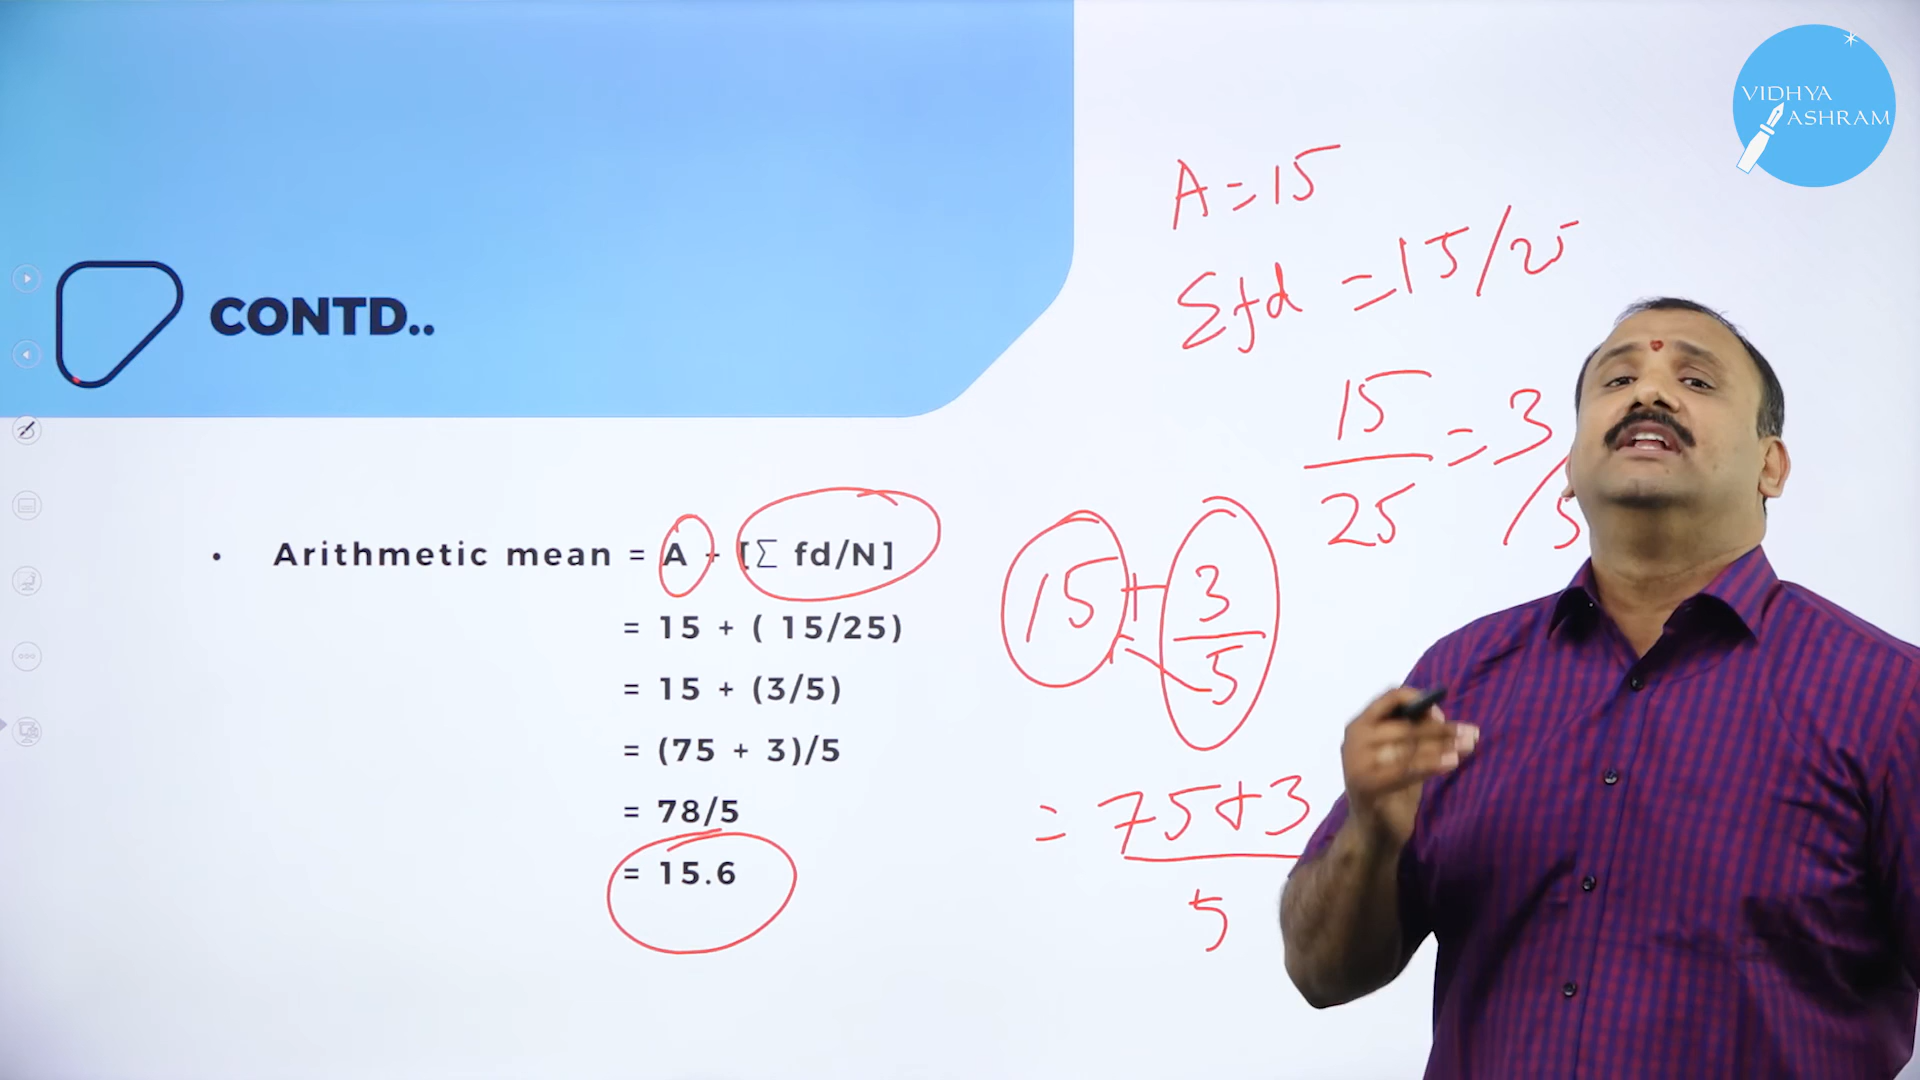 VIDHYA
ASHRAM
CONTD..
• Arithmetic mean = A + [∑ fd/N]
= 15 + ( 15/25)
= 15 + (3/5)
= (75 + 3)/5
= 78/5
= 15.6
A = 15
Σfd = 15/25
15/25 = 3/5
15 + 3/5
= 75+3
5